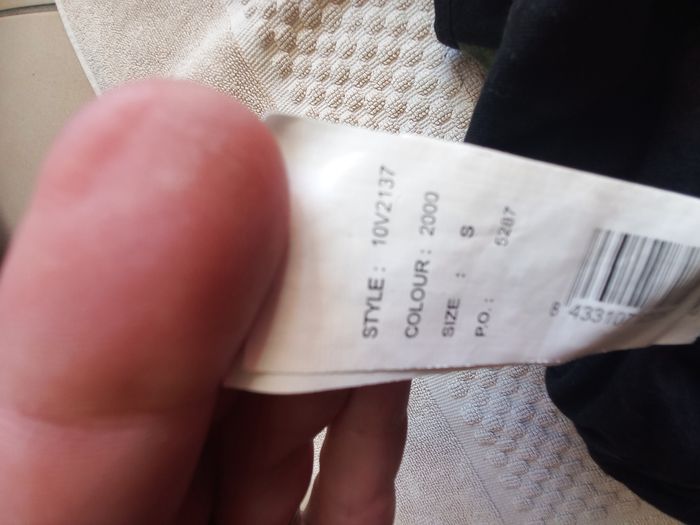 STYLE : 10V2137
COLOUR : 2000
SIZE : S
P.O. : 5287